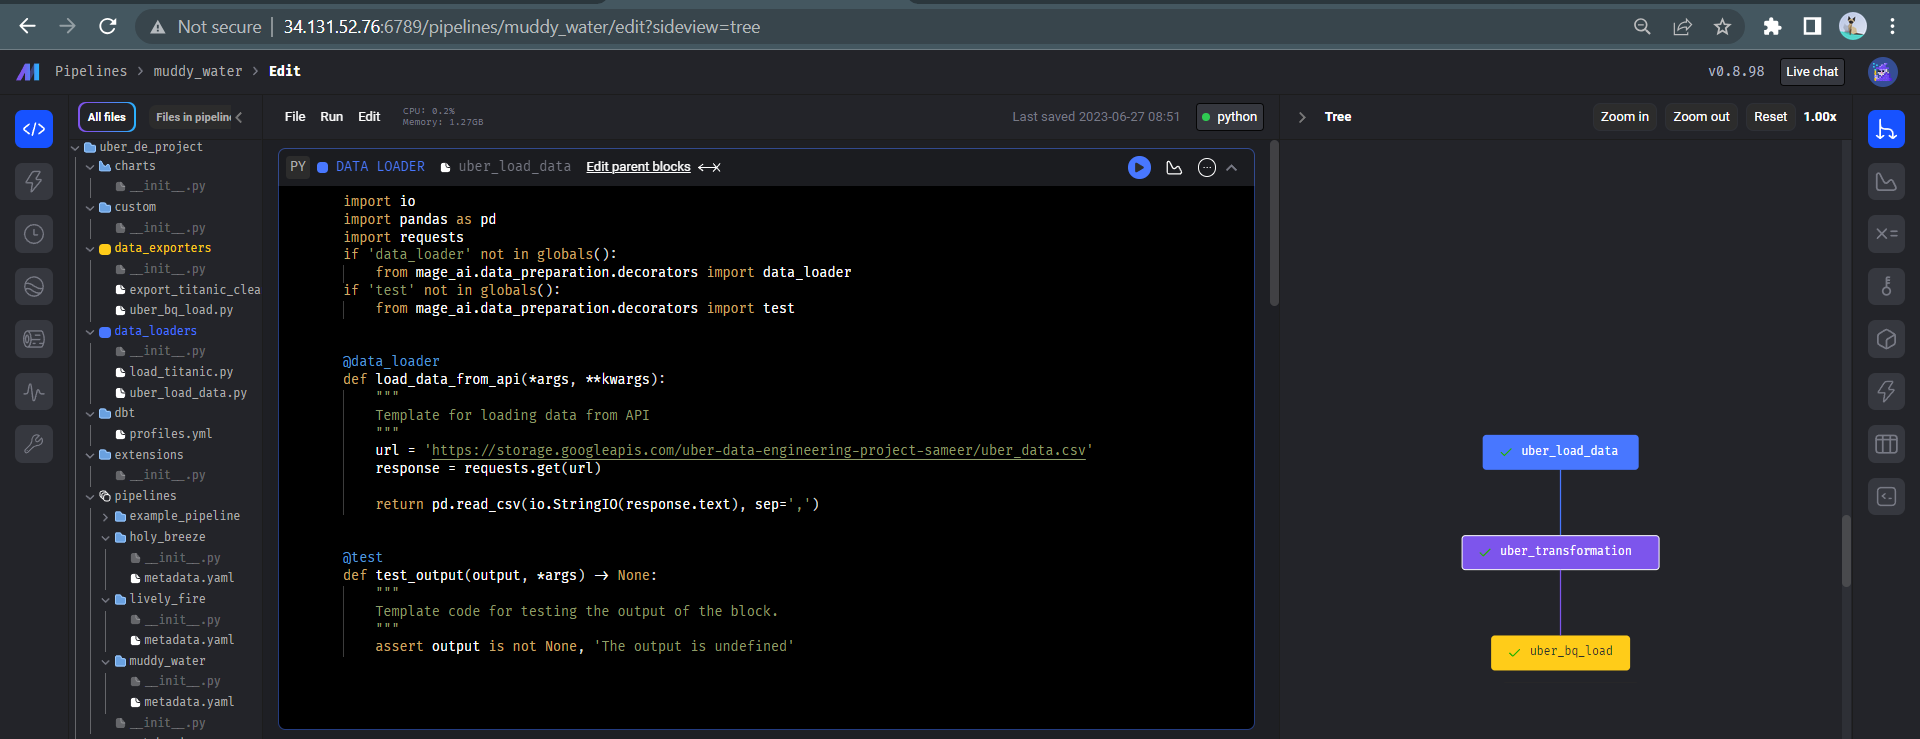 Not secure | 34.131.52.76:6789/pipelines/muddy_water/edit?sideview=tree
Pipelines > muddy_water > Edit
v0.8.98
Live chat
All files
Files in pipelin
uber_de_project
charts
__init__.py
custom
__init__.py
data_exporters
__init__.py
export_titanic_clea
uber_bq_load.py
data_loaders
__init__.py
load_titanic.py
uber_load_data.py
dbt
profiles.yml
extensions
__init__.py
pipelines
example_pipeline
holy_breeze
__init__.py
metadata.yaml
lively_fire
__init__.py
metadata.yaml
muddy_water
__init__.py
metadata.yaml
__init__.py
File Run Edit
CPU: 0.2%
Memory: 1.27GB
Last saved 2023-06-27 08:51
python
PY DATA LOADER uber_load_data Edit parent blocks
import io
import pandas as pd
import requests
if 'data_loader' not in globals():
from mage_ai.data_preparation.decorators import data_loader
if 'test' not in globals():
from mage_ai.data_preparation.decorators import test
@data_loader
def load_data_from_api(*args, **kwargs):
"""
Template for loading data from API
"""
url = 'https://storage.googleapis.com/uber-data-engineering-project-sameer/uber_data.csv'
response = requests.get(url)
return pd.read_csv(io.StringIO(response.text), sep=',')
@test
def test_output(output, *args) -> None:
"""
Template code for testing the output of the block.
"""
assert output is not None, 'The output is undefined'
Tree
Zoom in
Zoom out
Reset
1.00x
uber_load_data
uber_transformation
uber_bq_load